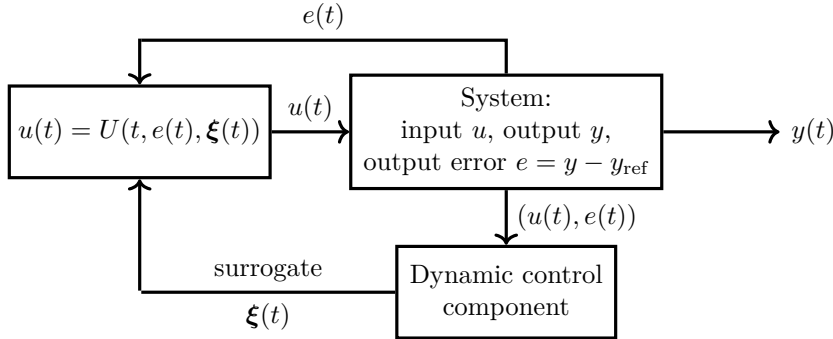 e(t)
u(t) = U(t, e(t), ξ(t))
u(t)
System:
input u, output y,
output error e = y − y_ref
y(t)
(u(t), e(t))
surrogate
ξ(t)
Dynamic control
component